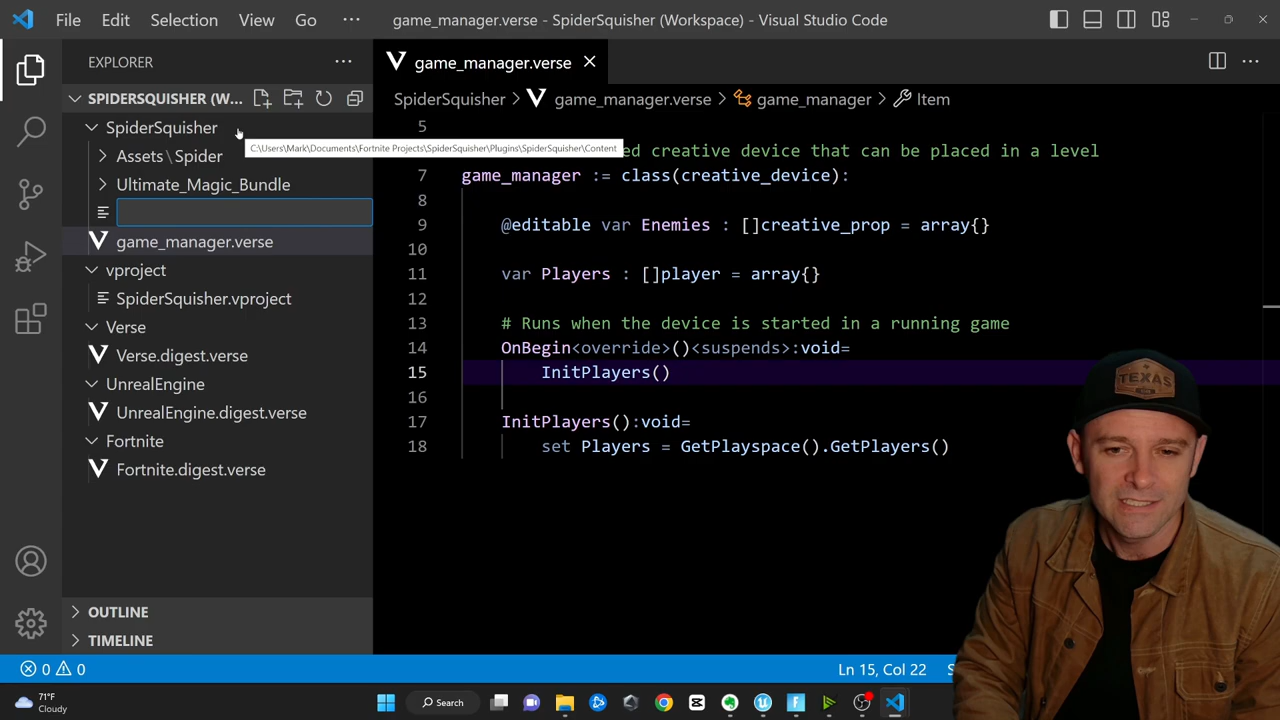 File Edit Selection View Go ··· game_manager.verse - SpiderSquisher (Workspace) - Visual Studio Code
EXPLORER ···
game_manager.verse
SPIDERSQUISHER (W...
SpiderSquisher > game_manager.verse > game_manager > Item
SpiderSquisher
C:\Users\Mark\Documents\Fortnite Projects\SpiderSquisher\Plugins\SpiderSquisher\Content
Assets\Spider
Ultimate_Magic_Bundle
game_manager.verse
vproject
SpiderSquisher.vproject
Verse
Verse.digest.verse
UnrealEngine
UnrealEngine.digest.verse
Fortnite
Fortnite.digest.verse
OUTLINE
TIMELINE
5
ed creative device that can be placed in a level
7 game_manager := class(creative_device):
8
9 @editable var Enemies : []creative_prop = array{}
10
11 var Players : []player = array{}
12
13 # Runs when the device is started in a running game
14 OnBegin<override>()<suspends>:void=
15 InitPlayers()
16
17 InitPlayers():void=
18 set Players = GetPlayspace().GetPlayers()
TEXAS
0 0 Ln 15, Col 22
71°F
Cloudy
Search